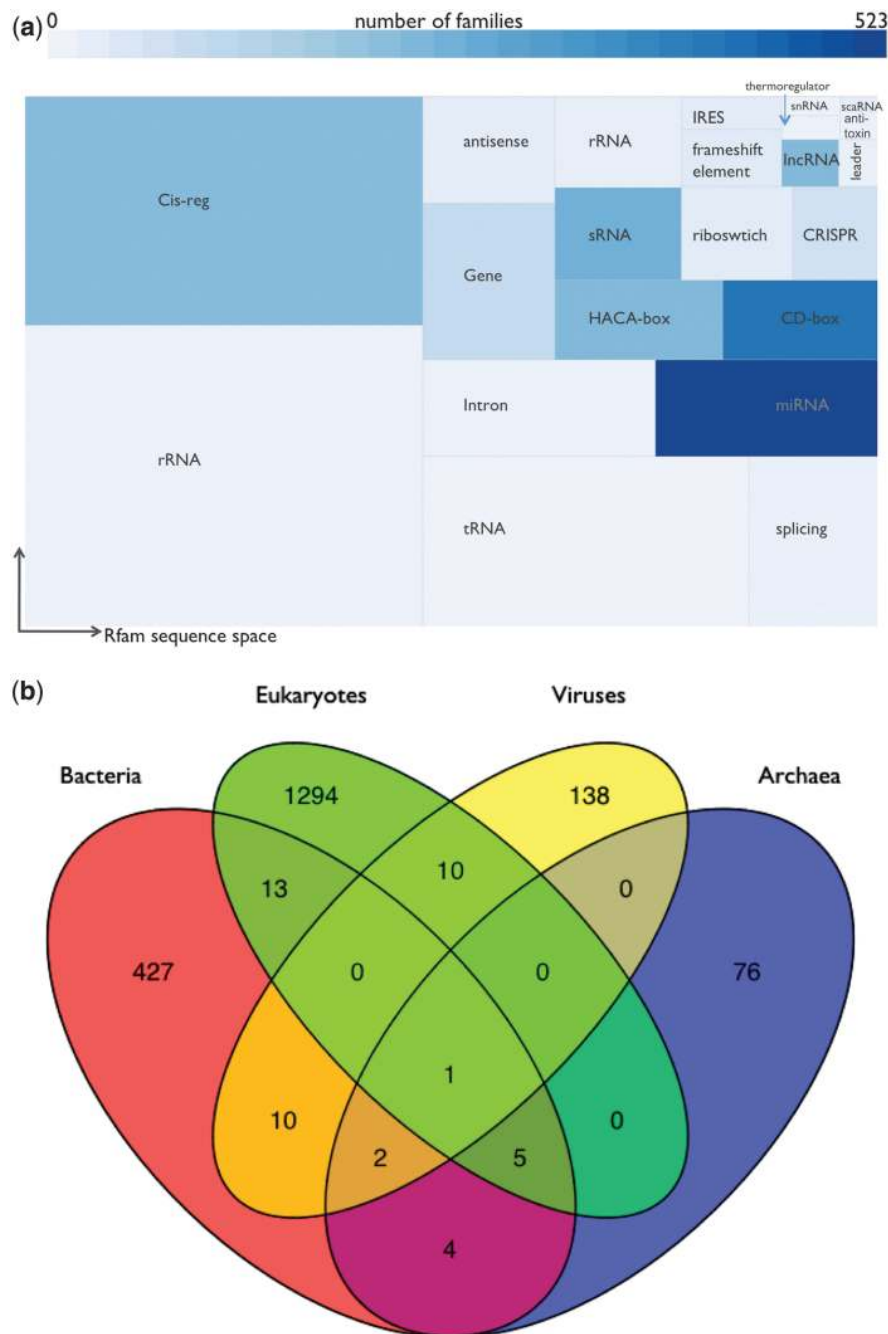 (a)
0 number of families 523
thermoregulator
snRNA
scaRNA
anti-
toxin
leader
IRES
antisense
rRNA
frameshift
element
lncRNA
Cis-reg
sRNA
riboswtich
CRISPR
Gene
HACA-box
CD-box
Intron
miRNA
rRNA
tRNA
splicing
Rfam sequence space
(b)
Eukaryotes
Viruses
Bacteria
Archaea
1294
138
13
10
0
427
0
0
76
1
10
0
2
5
4